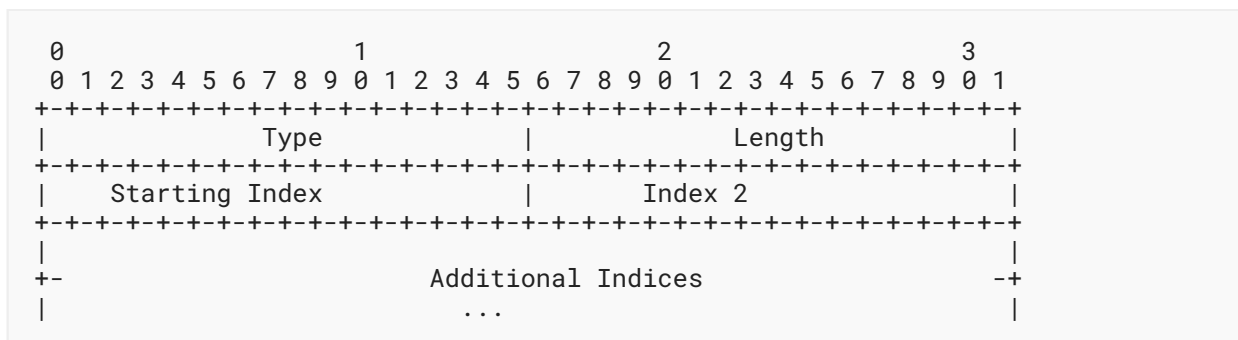 0                   1                   2                   3
 0 1 2 3 4 5 6 7 8 9 0 1 2 3 4 5 6 7 8 9 0 1 2 3 4 5 6 7 8 9 0 1
+-+-+-+-+-+-+-+-+-+-+-+-+-+-+-+-+-+-+-+-+-+-+-+-+-+-+-+-+-+-+-+-+
|              Type             |             Length            |
+-+-+-+-+-+-+-+-+-+-+-+-+-+-+-+-+-+-+-+-+-+-+-+-+-+-+-+-+-+-+-+-+
|    Starting Index             |       Index 2                 |
+-+-+-+-+-+-+-+-+-+-+-+-+-+-+-+-+-+-+-+-+-+-+-+-+-+-+-+-+-+-+-+-+
|                                                               |
+-                        Additional Indices                   -+
|                           ...                                 |